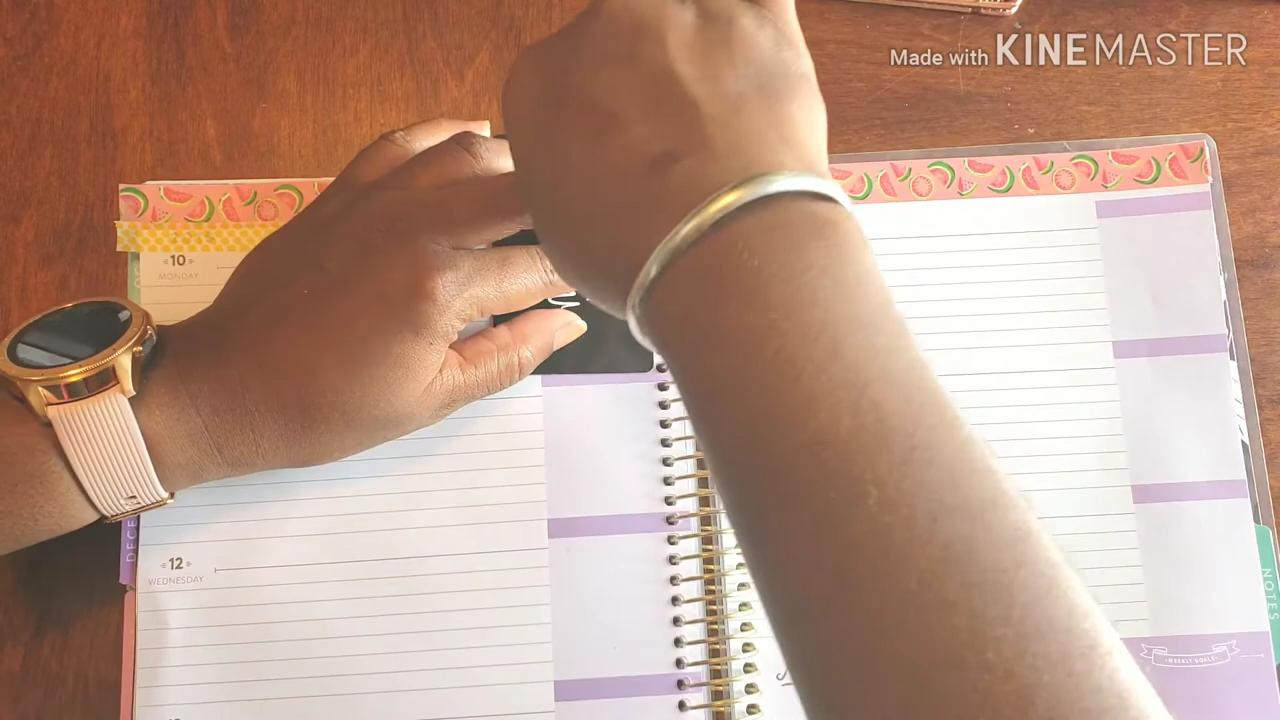 Made with KINEMASTER
10
MONDAY
DECE
12
WEDNESDAY
NOTES
WEEKLY GOALS